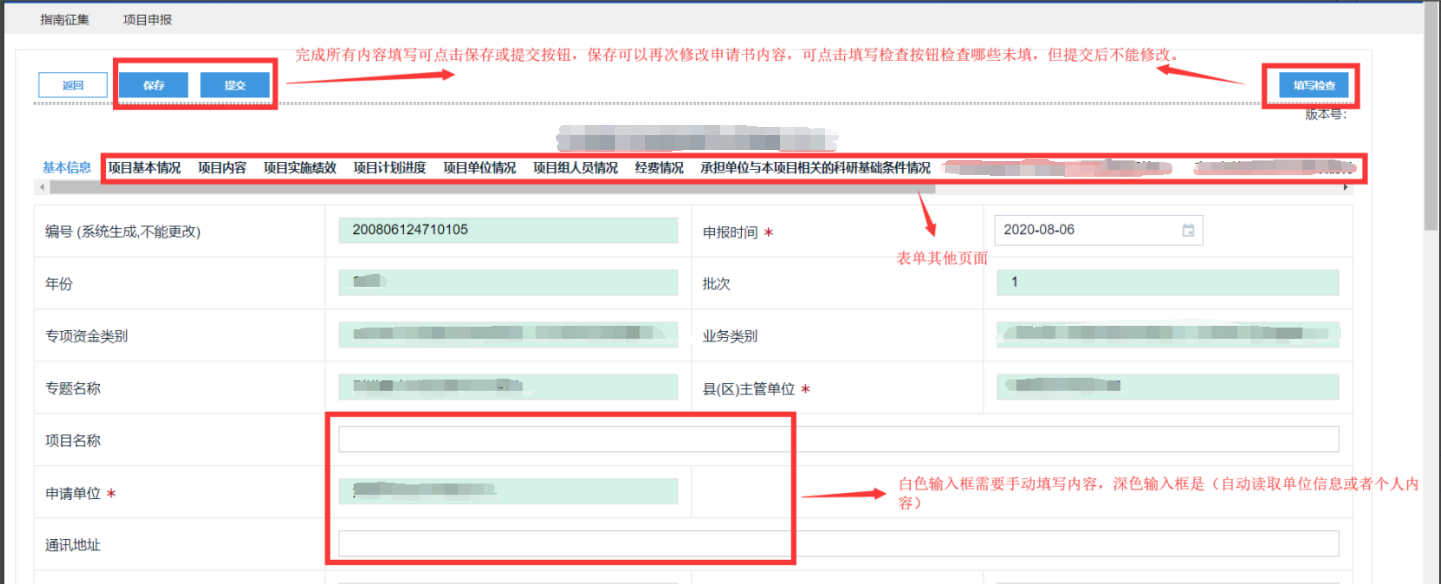 指南征集 项目申报
完成所有内容填写可点击保存或提交按钮，保存可以再次修改申请书内容，可点击填写检查按钮检查哪些未填，但提交后不能修改。
返回 保存 提交 填写检查
版本号:
基本信息 项目基本情况 项目内容 项目实施绩效 项目计划进度 项目单位情况 项目组人员情况 经费情况 承担单位与本项目相关的科研基础条件情况
编号 (系统生成,不能更改) 200806124710105 申报时间 * 2020-08-06
表单其他页面
年份 批次 1
专项资金类别 业务类别
专题名称 县(区)主管单位 *
项目名称
申请单位 *
白色输入框需要手动填写内容，深色输入框是（自动读取单位信息或者个人内
容）
通讯地址